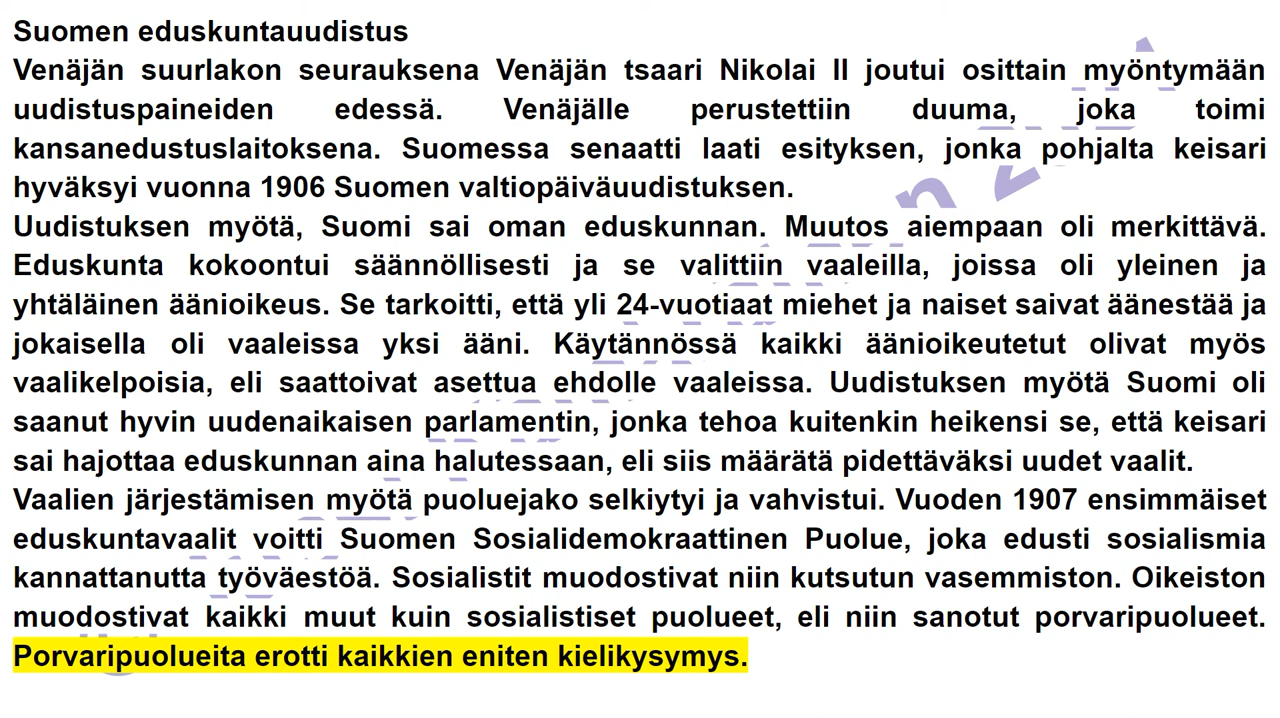 Suomen eduskuntauudistus
Venäjän suurlakon seurauksena Venäjän tsaari Nikolai II joutui osittain myöntymään
uudistuspaineiden edessä. Venäjälle perustettiin duuma, joka toimi
kansanedustuslaitoksena. Suomessa senaatti laati esityksen, jonka pohjalta keisari
hyväksyi vuonna 1906 Suomen valtiopäiväuudistuksen.
Uudistuksen myötä, Suomi sai oman eduskunnan. Muutos aiempaan oli merkittävä.
Eduskunta kokoontui säännöllisesti ja se valittiin vaaleilla, joissa oli yleinen ja
yhtäläinen äänioikeus. Se tarkoitti, että yli 24-vuotiaat miehet ja naiset saivat äänestää ja
jokaisella oli vaaleissa yksi ääni. Käytännössä kaikki äänioikeutetut olivat myös
vaalikelpoisia, eli saattoivat asettua ehdolle vaaleissa. Uudistuksen myötä Suomi oli
saanut hyvin uudenaikaisen parlamentin, jonka tehoa kuitenkin heikensi se, että keisari
sai hajottaa eduskunnan aina halutessaan, eli siis määrätä pidettäväksi uudet vaalit.
Vaalien järjestämisen myötä puoluejako selkiytyi ja vahvistui. Vuoden 1907 ensimmäiset
eduskuntavaalit voitti Suomen Sosialidemokraattinen Puolue, joka edusti sosialismia
kannattanutta työväestöä. Sosialistit muodostivat niin kutsutun vasemmiston. Oikeiston
muodostivat kaikki muut kuin sosialistiset puolueet, eli niin sanotut porvaripuolueet.
Porvaripuolueita erotti kaikkien eniten kielikysymys.